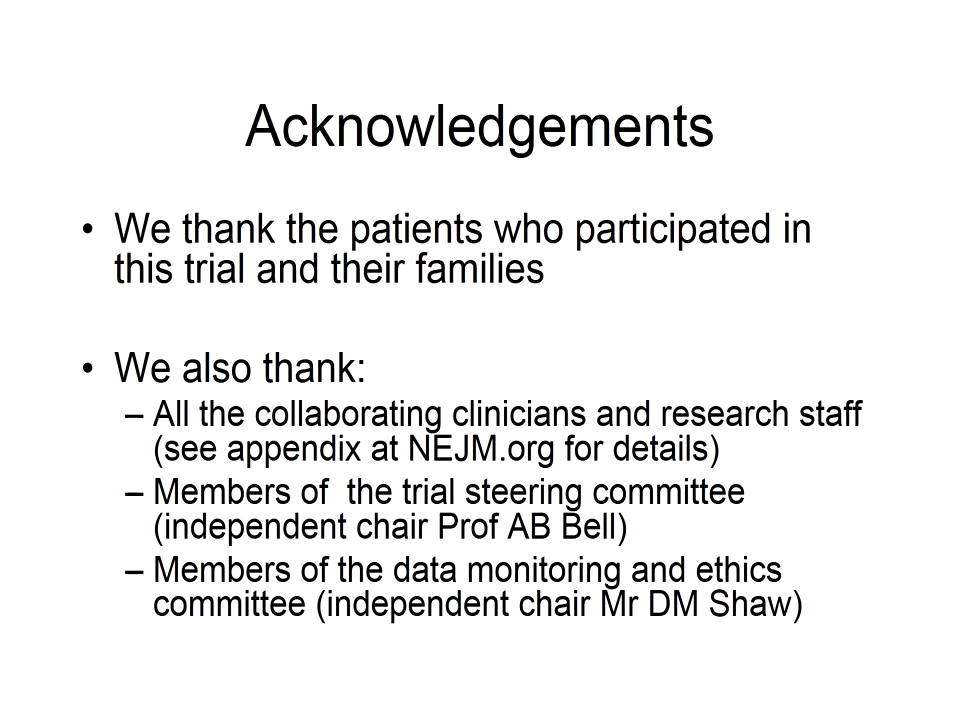 Acknowledgements
• We thank the patients who participated in
this trial and their families
• We also thank:
– All the collaborating clinicians and research staff
(see appendix at NEJM.org for details)
– Members of  the trial steering committee
(independent chair Prof AB Bell)
– Members of the data monitoring and ethics
committee (independent chair Mr DM Shaw)